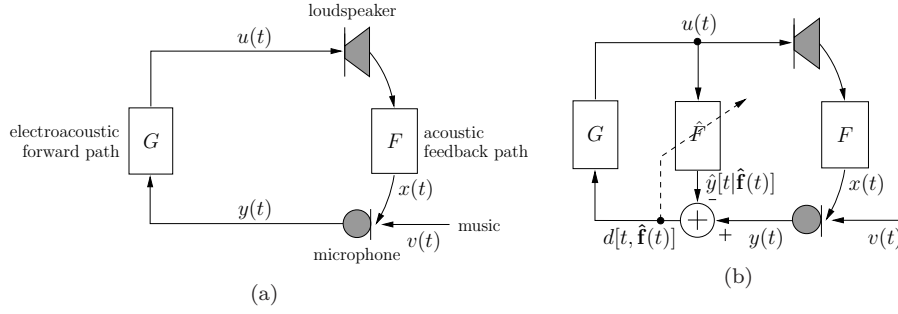 loudspeaker
u(t)
electroacoustic
forward path
G
F
acoustic
feedback path
x(t)
y(t)
music
v(t)
microphone
(a)
u(t)
G
F̂
F
x(t)
ŷ[t|f̂(t)]
-
+
+
d[t, f̂(t)]
y(t)
v(t)
(b)